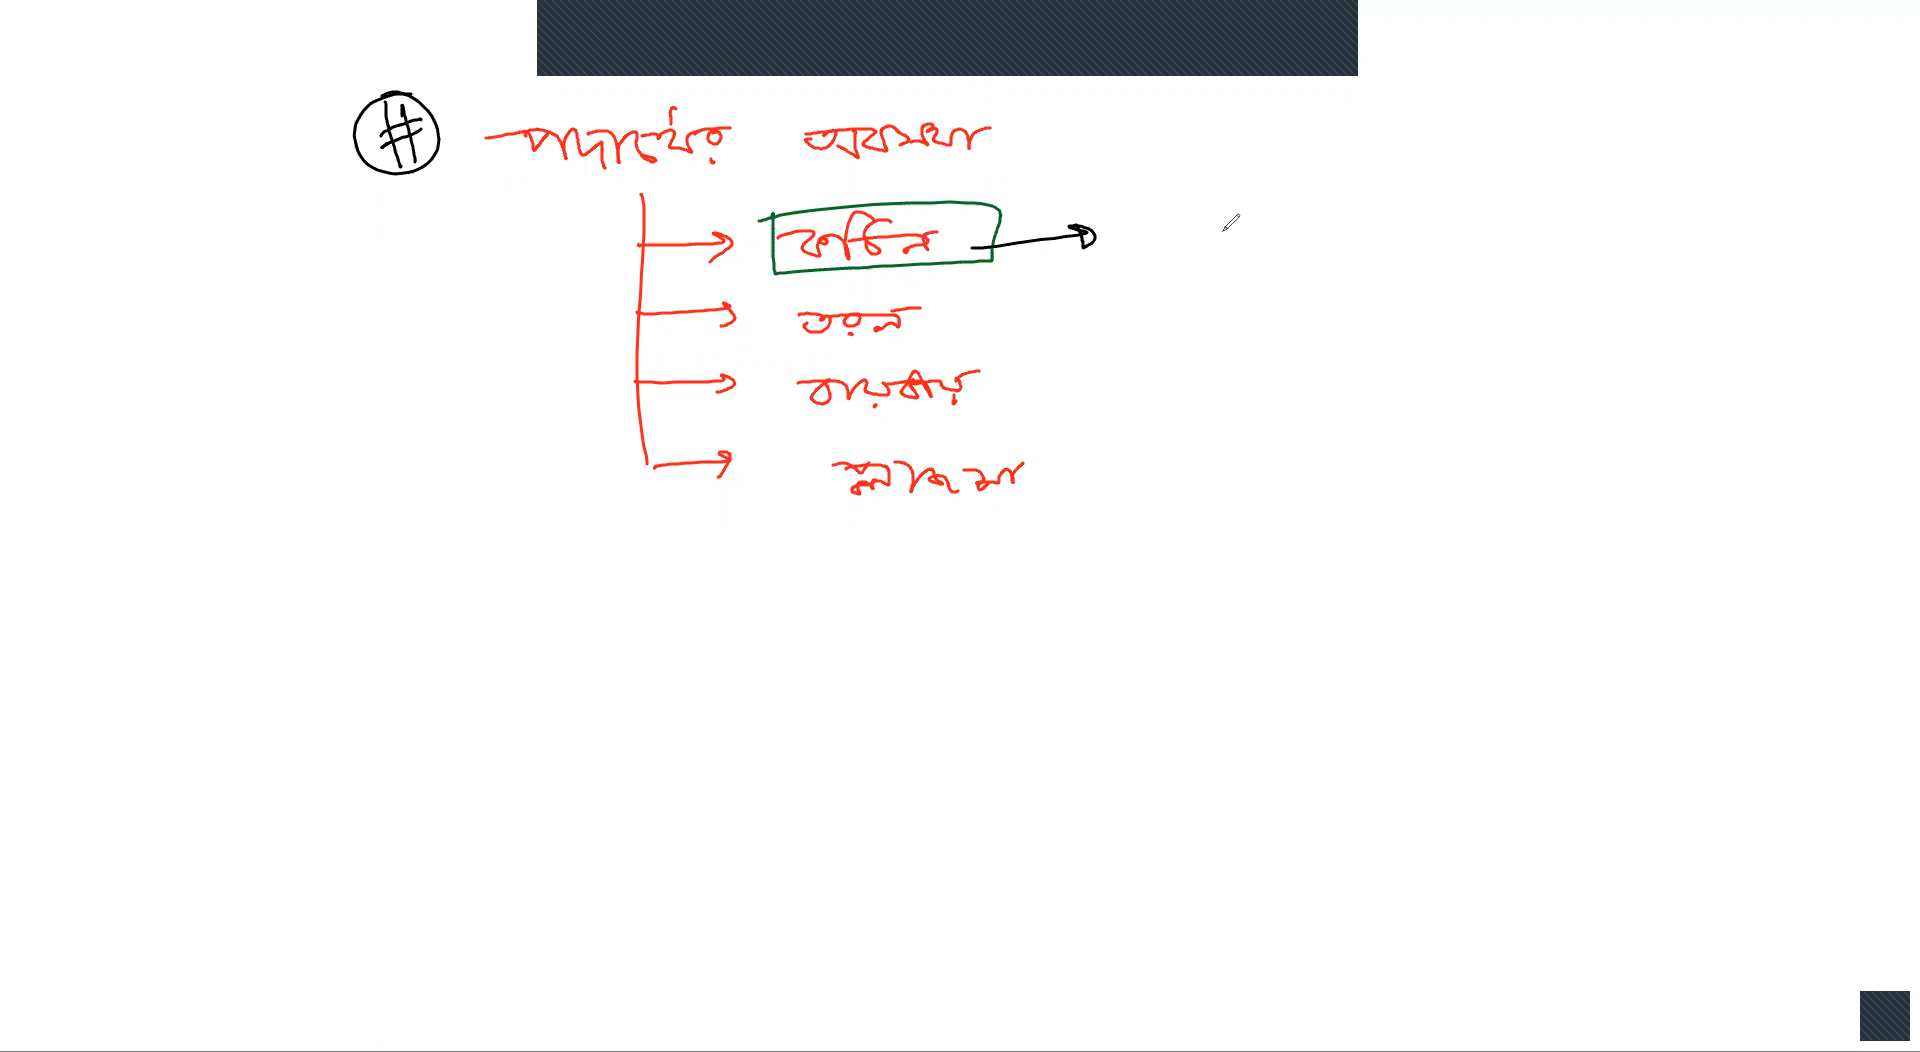 # পদার্থের অবস্থা
কঠিন
তরল
বায়বীয়
প্লাজমা